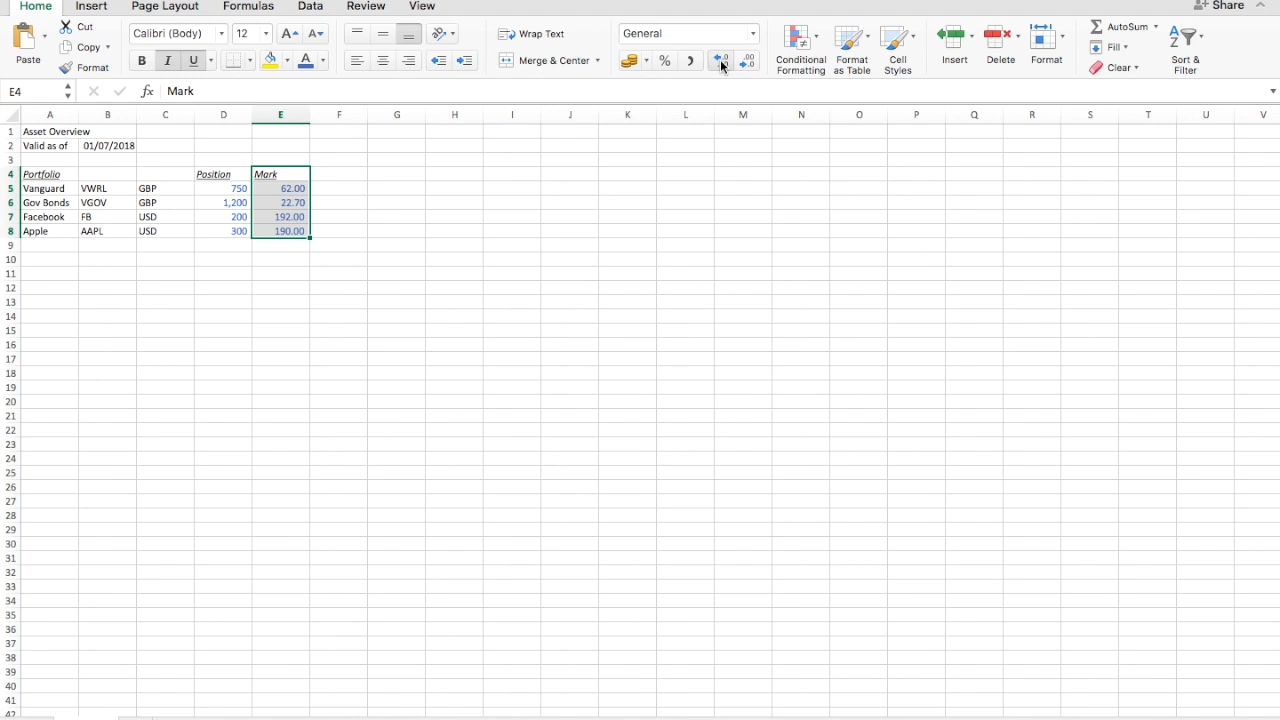 Home Insert Page Layout Formulas Data Review View Share
Cut
Calibri (Body) 12 A A Wrap Text General AutoSum
Paste Copy Fill
Format B I U A Merge & Center % .0 .00 .00 .0 Conditional Formatting Format as Table Cell Styles Insert Delete Format Clear Sort & Filter
E4 fx Mark
A B C D E F G H I J K L M N O P Q R S T U V
1 Asset Overview
2 Valid as of 01/07/2018
3
4 Portfolio Position Mark
5 Vanguard VWRL GBP 750 62.00
6 Gov Bonds VGOV GBP 1,200 22.70
7 Facebook FB USD 200 192.00
8 Apple AAPL USD 300 190.00
9
10
11
12
13
14
15
16
17
18
19
20
21
22
23
24
25
26
27
28
29
30
31
32
33
34
35
36
37
38
39
40
41
42